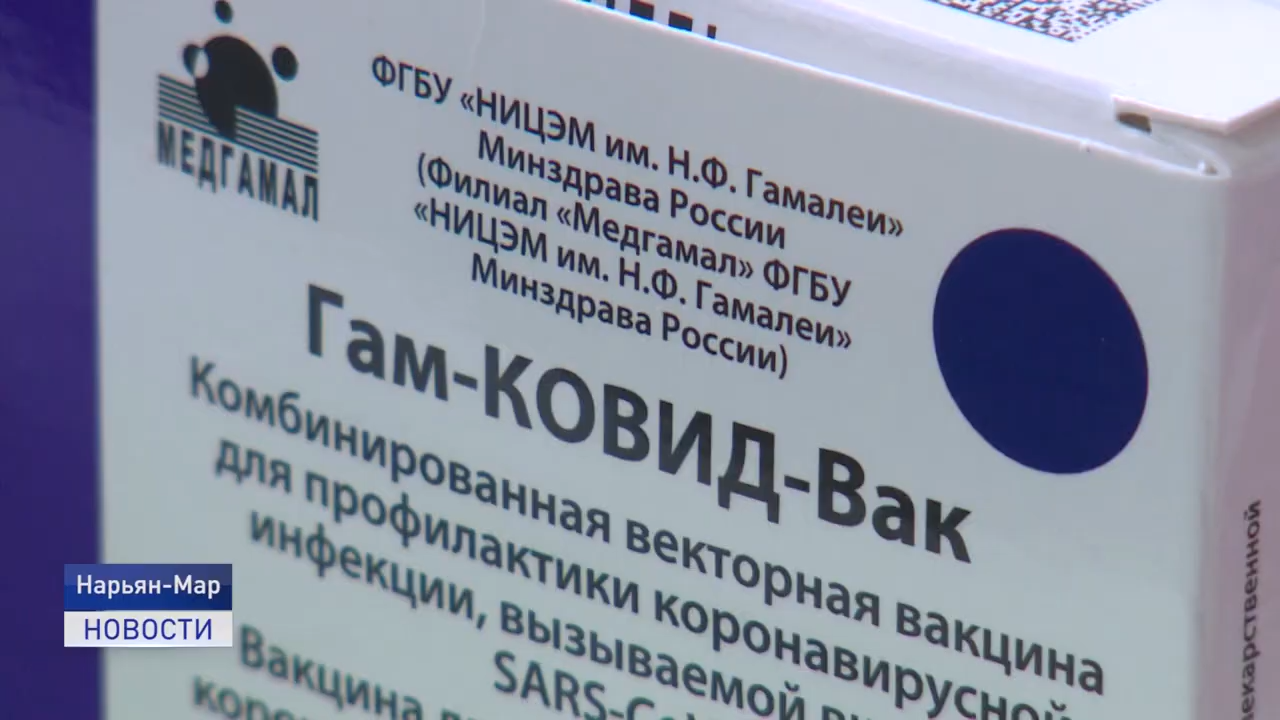 МЕДГАМАЛ
ФГБУ «НИЦЭМ им. Н.Ф. Гамалеи»
Минздрава России
(Филиал «Медгамал» ФГБУ
«НИЦЭМ им. Н.Ф. Гамалеи»
Минздрава России)
Гам-КОВИД-Вак
Комбинированная векторная вакцина
для профилактики коронавирусной
инфекции, вызываемой
SARS-CoV
Вакцина
Нарьян-Мар
НОВОСТИ